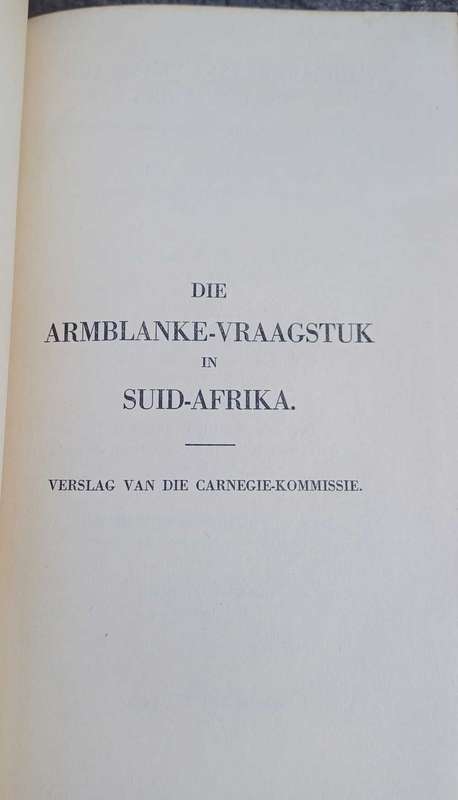 DIE
ARMBLANKE-VRAAGSTUK
IN
SUID-AFRIKA.
VERSLAG VAN DIE CARNEGIE-KOMMISSIE.